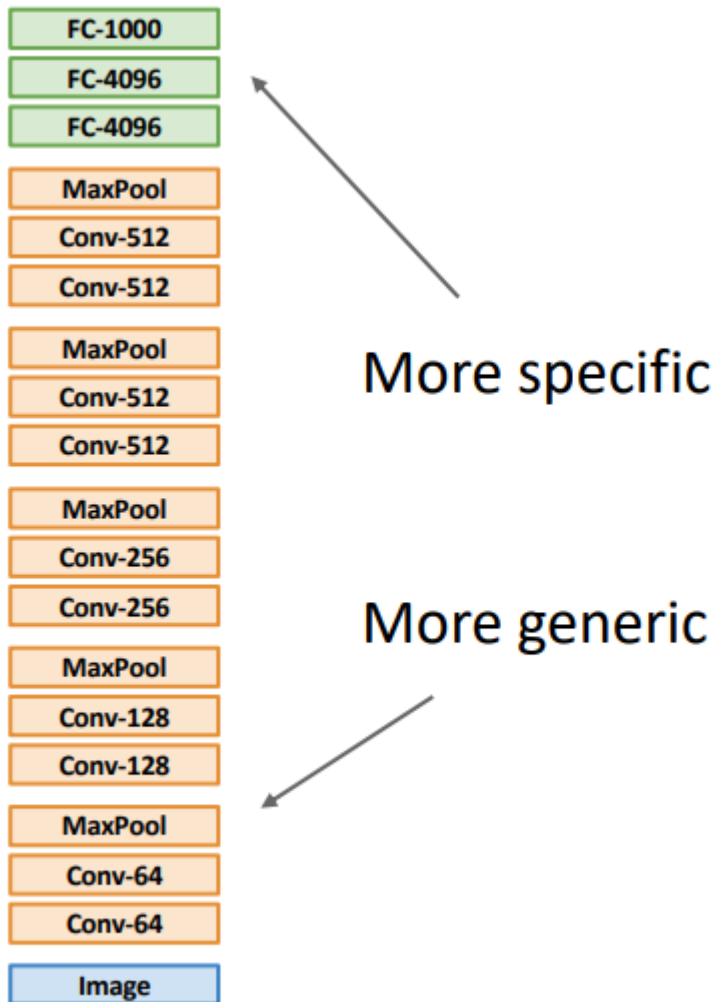 FC-1000
FC-4096
FC-4096
MaxPool
Conv-512
Conv-512
MaxPool
Conv-512
Conv-512
MaxPool
Conv-256
Conv-256
MaxPool
Conv-128
Conv-128
MaxPool
Conv-64
Conv-64
Image
More specific
More generic